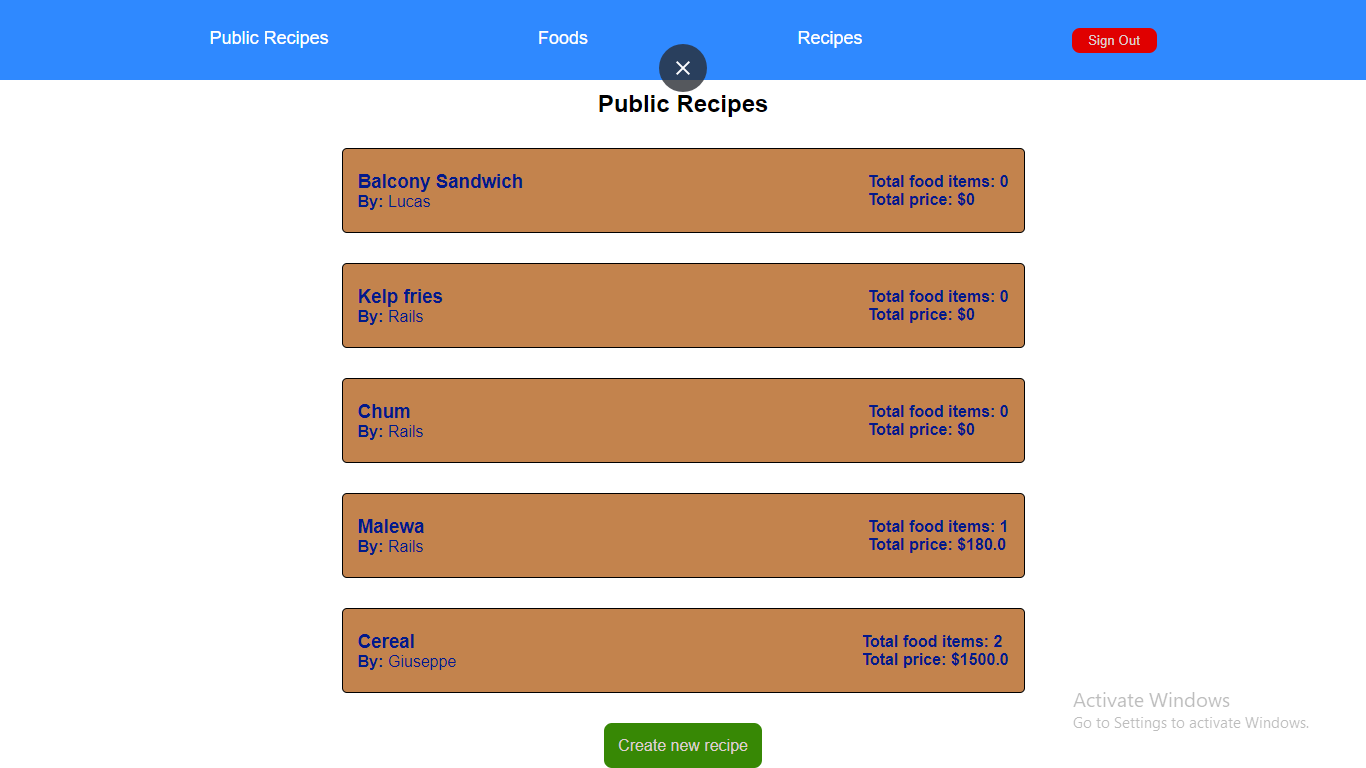 Public Recipes
Foods
Recipes
Sign Out
Public Recipes
Balcony Sandwich
By: Lucas
Total food items: 0
Total price: $0
Kelp fries
By: Rails
Total food items: 0
Total price: $0
Chum
By: Rails
Total food items: 0
Total price: $0
Malewa
By: Rails
Total food items: 1
Total price: $180.0
Cereal
By: Giuseppe
Total food items: 2
Total price: $1500.0
Create new recipe
Activate Windows
Go to Settings to activate Windows.